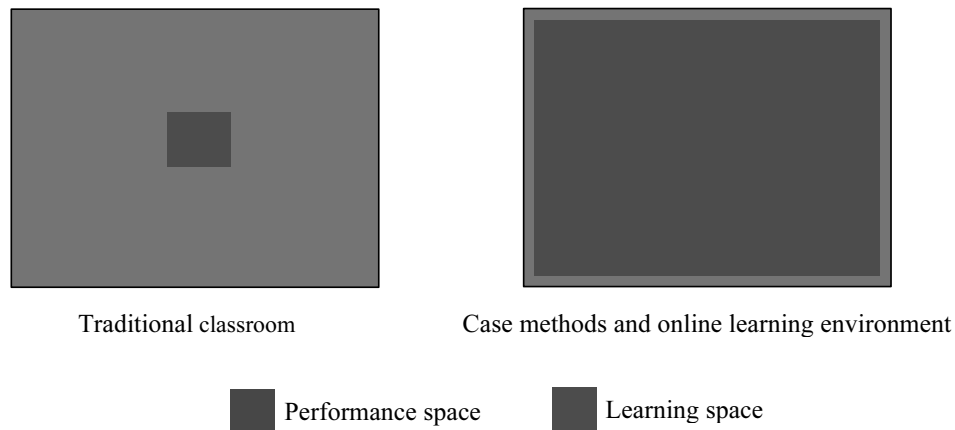 Traditional classroom
Case methods and online learning environment
Performance space
Learning space